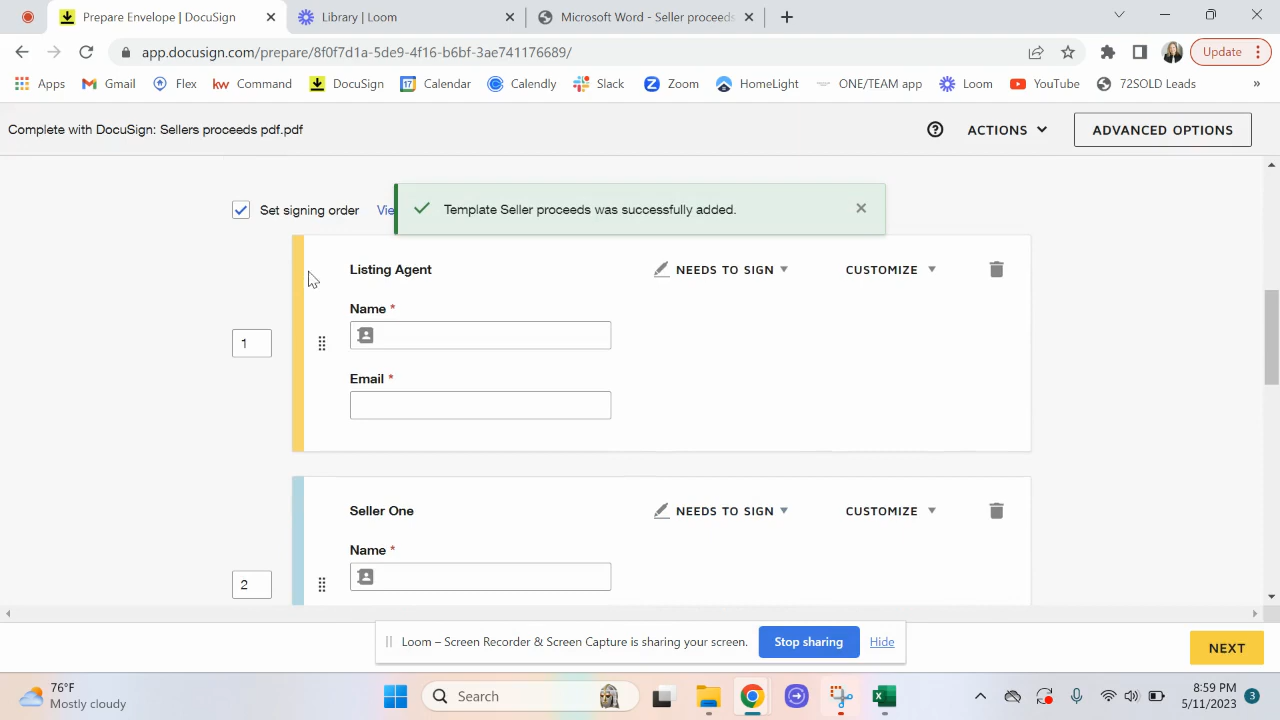 Prepare Envelope | DocuSign
Library | Loom
Microsoft Word - Seller proceeds
app.docusign.com/prepare/8f0f7d1a-5de9-4f16-b6bf-3ae741176689/
Update
Apps
Gmail
Flex
kw Command
DocuSign
17 Calendar
Calendly
Slack
Zoom
HomeLight
ONE/TEAM app
Loom
YouTube
72SOLD Leads
»
Complete with DocuSign: Sellers proceeds pdf.pdf
ACTIONS
ADVANCED OPTIONS
Set signing order
Vie
Template Seller proceeds was successfully added.
Listing Agent
NEEDS TO SIGN
CUSTOMIZE
Name *
1
Email *
Seller One
NEEDS TO SIGN
CUSTOMIZE
Name *
2
Loom – Screen Recorder & Screen Capture is sharing your screen.
Stop sharing
Hide
NEXT
76°F
Mostly cloudy
Search
8:59 PM
5/11/2023
3